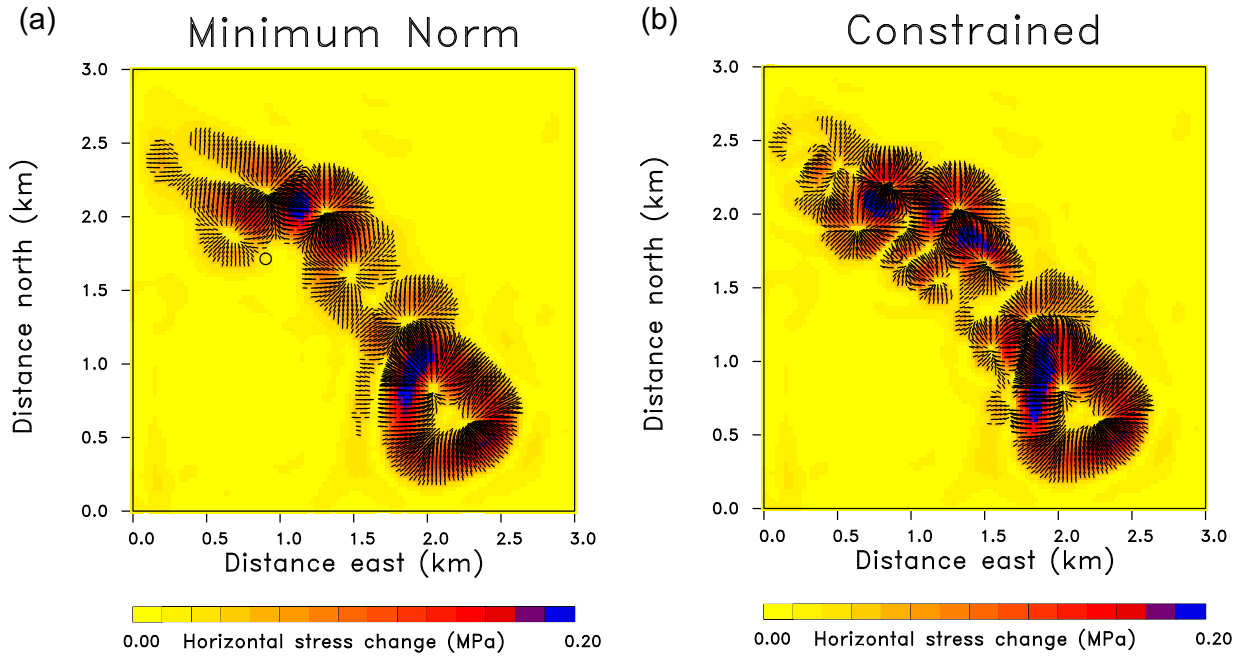 (a)
Minimum Norm
3.0
2.5
2.0
1.5
1.0
0.5
0.0
Distance north (km)
0.0 0.5 1.0 1.5 2.0 2.5 3.0
Distance east (km)
0.00 Horizontal stress change (MPa) 0.20
(b)
Constrained
3.0
2.5
2.0
1.5
1.0
0.5
0.0
Distance north (km)
0.0 0.5 1.0 1.5 2.0 2.5 3.0
Distance east (km)
0.00 Horizontal stress change (MPa) 0.20